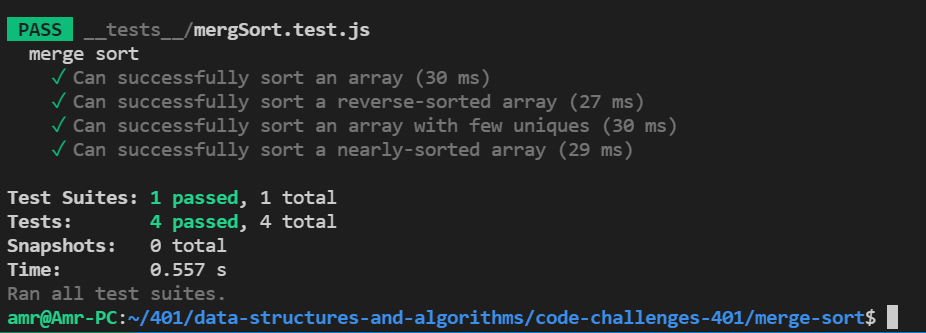 PASS __tests__/mergSort.test.js
merge sort
✓ Can successfully sort an array (30 ms)
✓ Can successfully sort a reverse-sorted array (27 ms)
✓ Can successfully sort an array with few uniques (30 ms)
✓ Can successfully sort a nearly-sorted array (29 ms)
Test Suites: 1 passed, 1 total
Tests: 4 passed, 4 total
Snapshots: 0 total
Time: 0.557 s
Ran all test suites.
amr@Amr-PC:~/401/data-structures-and-algorithms/code-challenges-401/merge-sort$